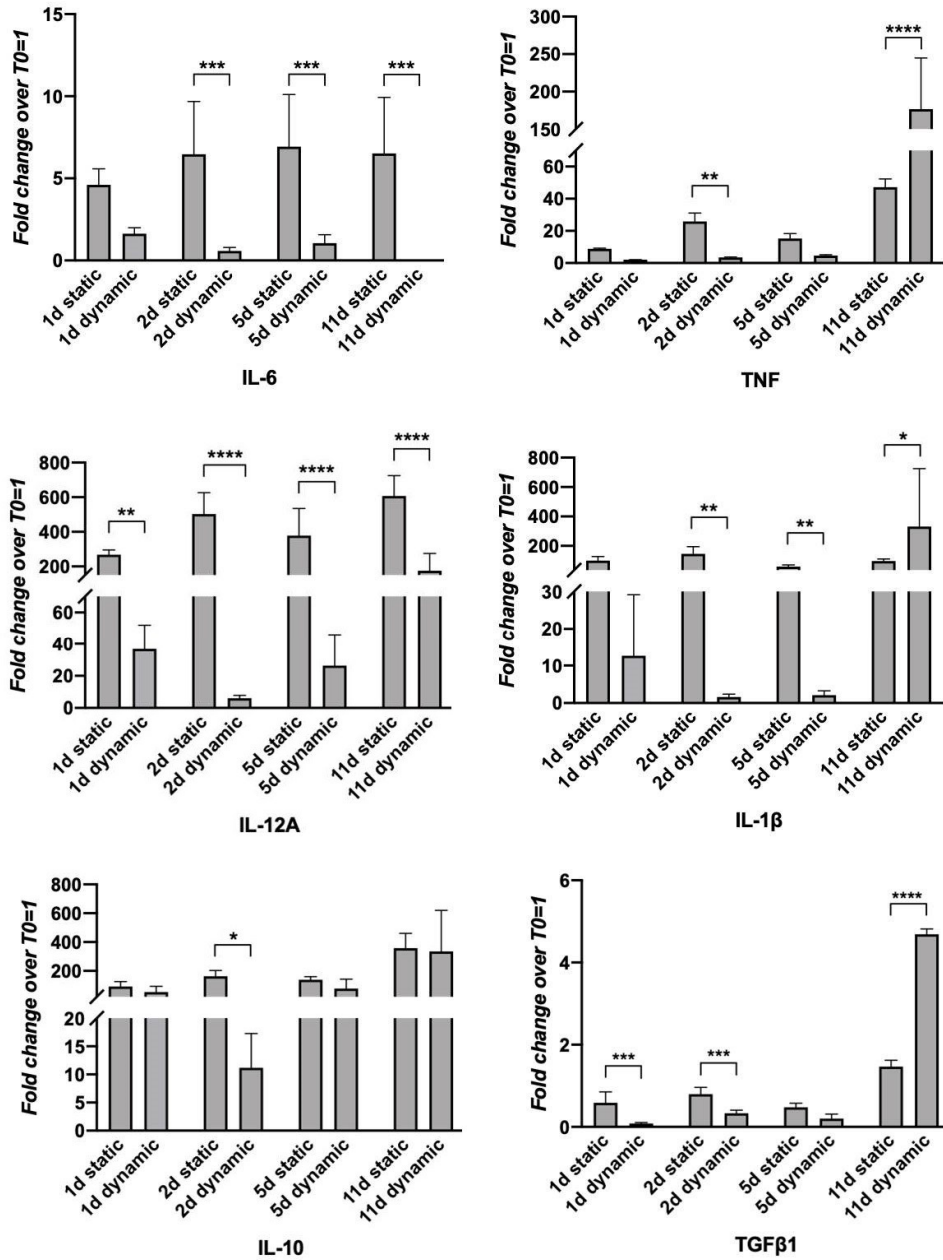 Fold change over T0=1
15
10
5
0
***
***
***
1d static
1d dynamic
2d static
2d dynamic
5d static
5d dynamic
11d static
11d dynamic
IL-6
Fold change over T0=1
300
250
200
150
60
40
20
0
**
****
1d static
1d dynamic
2d static
2d dynamic
5d static
5d dynamic
11d static
11d dynamic
TNF
Fold change over T0=1
800
600
400
200
60
40
20
0
**
****
****
****
1d static
1d dynamic
2d static
2d dynamic
5d static
5d dynamic
11d static
11d dynamic
IL-12A
Fold change over T0=1
800
600
400
200
30
20
10
0
**
**
*
1d static
1d dynamic
2d static
2d dynamic
5d static
5d dynamic
11d static
11d dynamic
IL-1β
Fold change over T0=1
800
600
400
200
20
15
10
5
0
*
1d static
1d dynamic
2d static
2d dynamic
5d static
5d dynamic
11d static
11d dynamic
IL-10
Fold change over T0=1
6
4
2
0
***
***
****
1d static
1d dynamic
2d static
2d dynamic
5d static
5d dynamic
11d static
11d dynamic
TGFβ1